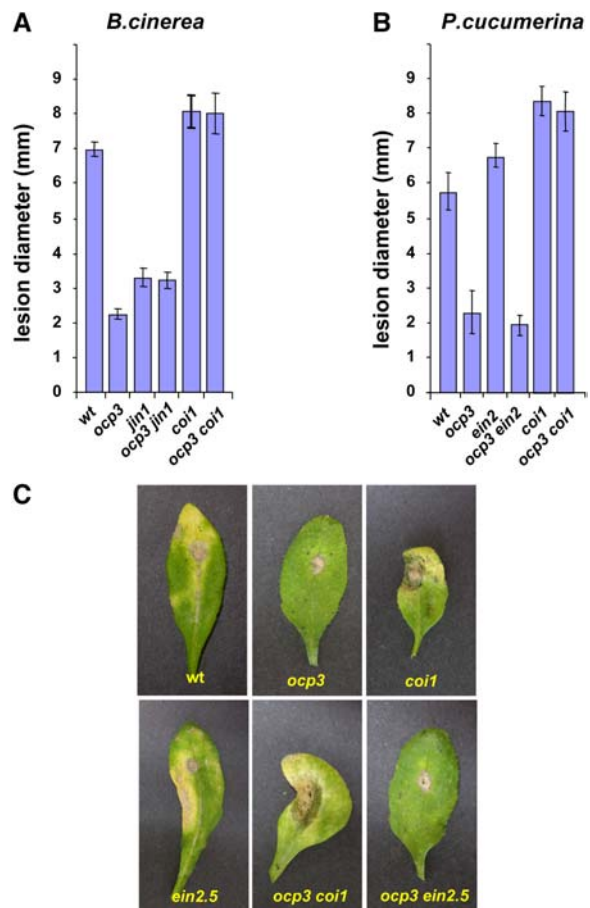 A
B.cinerea
lesion diameter (mm)
9
8
7
6
5
4
3
2
1
0
wt
ocp3
jin1
ocp3 jin1
coi1
ocp3 coi1
B
P.cucumerina
lesion diameter (mm)
9
8
7
6
5
4
3
2
1
0
wt
ocp3
ein2
ocp3 ein2
coi1
ocp3 coi1
C
wt
ocp3
coi1
ein2.5
ocp3 coi1
ocp3 ein2.5